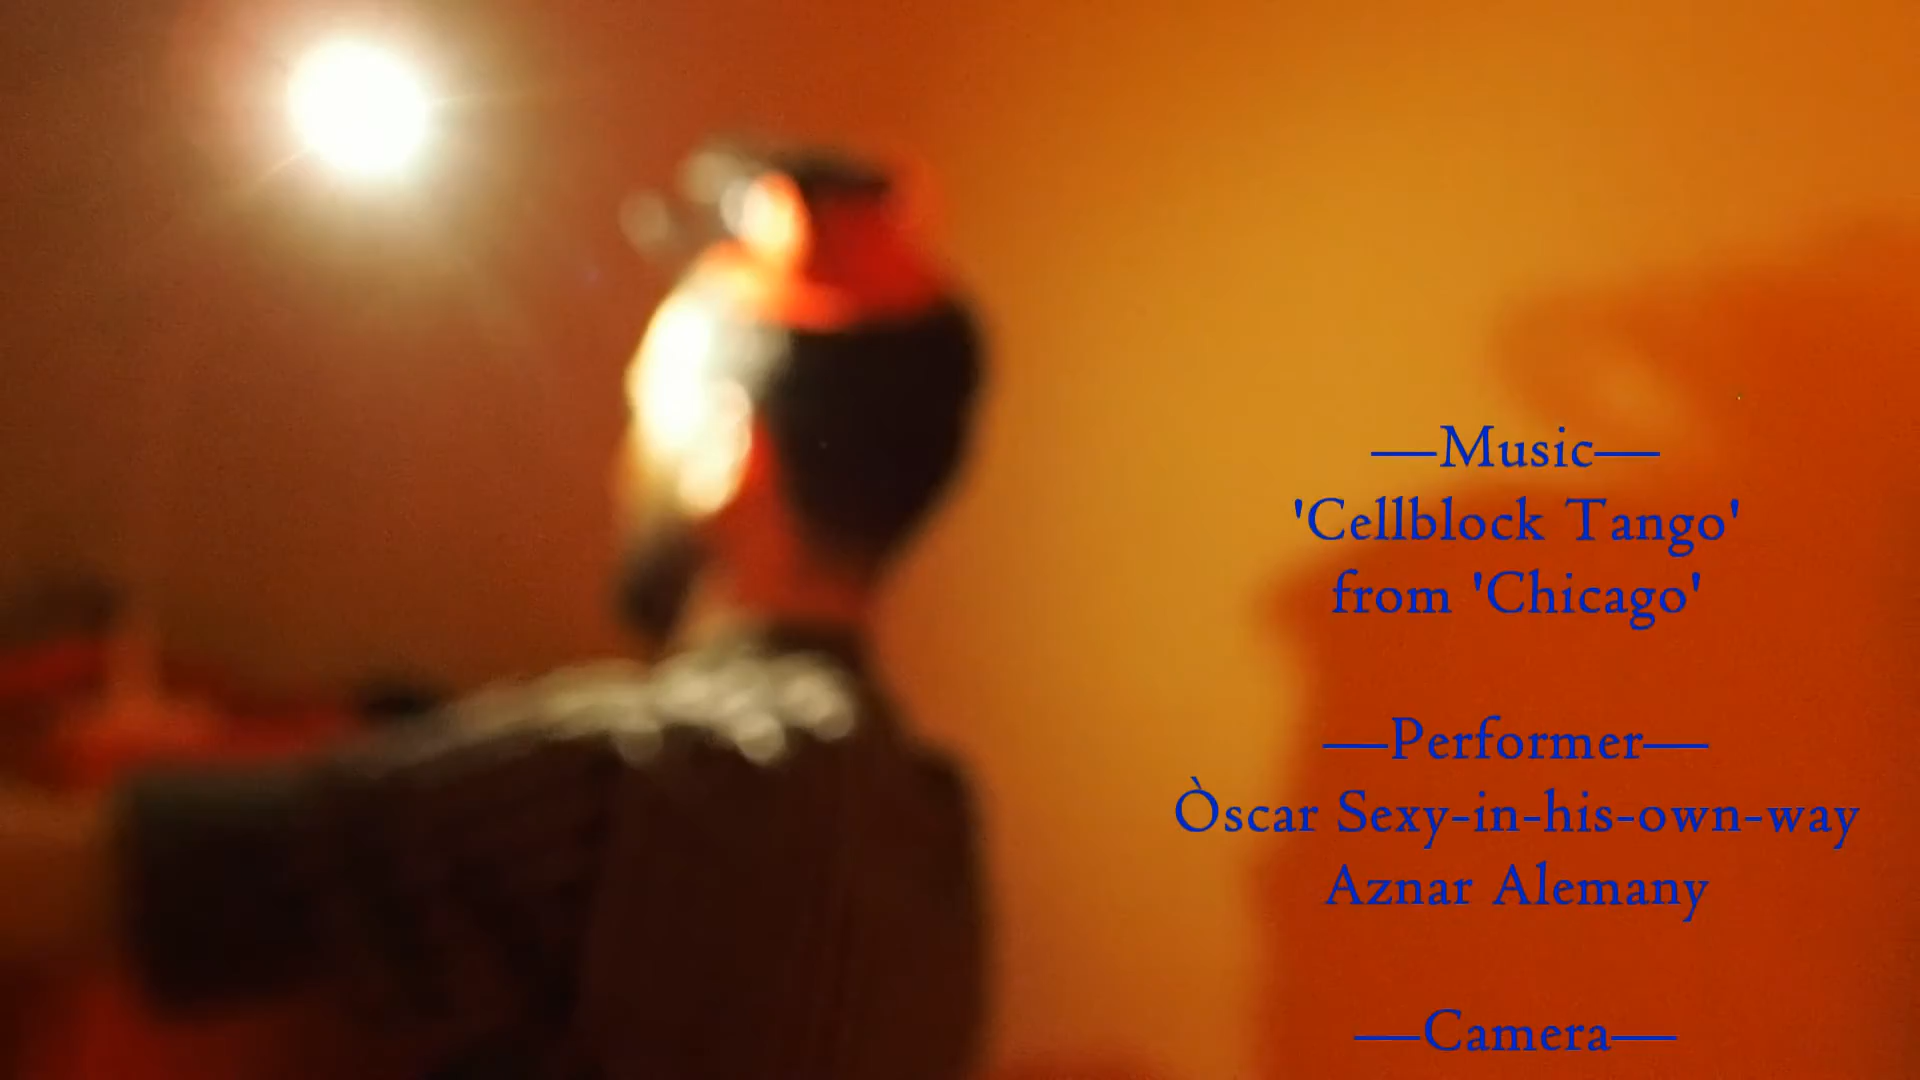 —Music—
'Cellblock Tango'
from 'Chicago'
—Performer—
Òscar Sexy-in-his-own-way
Aznar Alemany
—Camera—